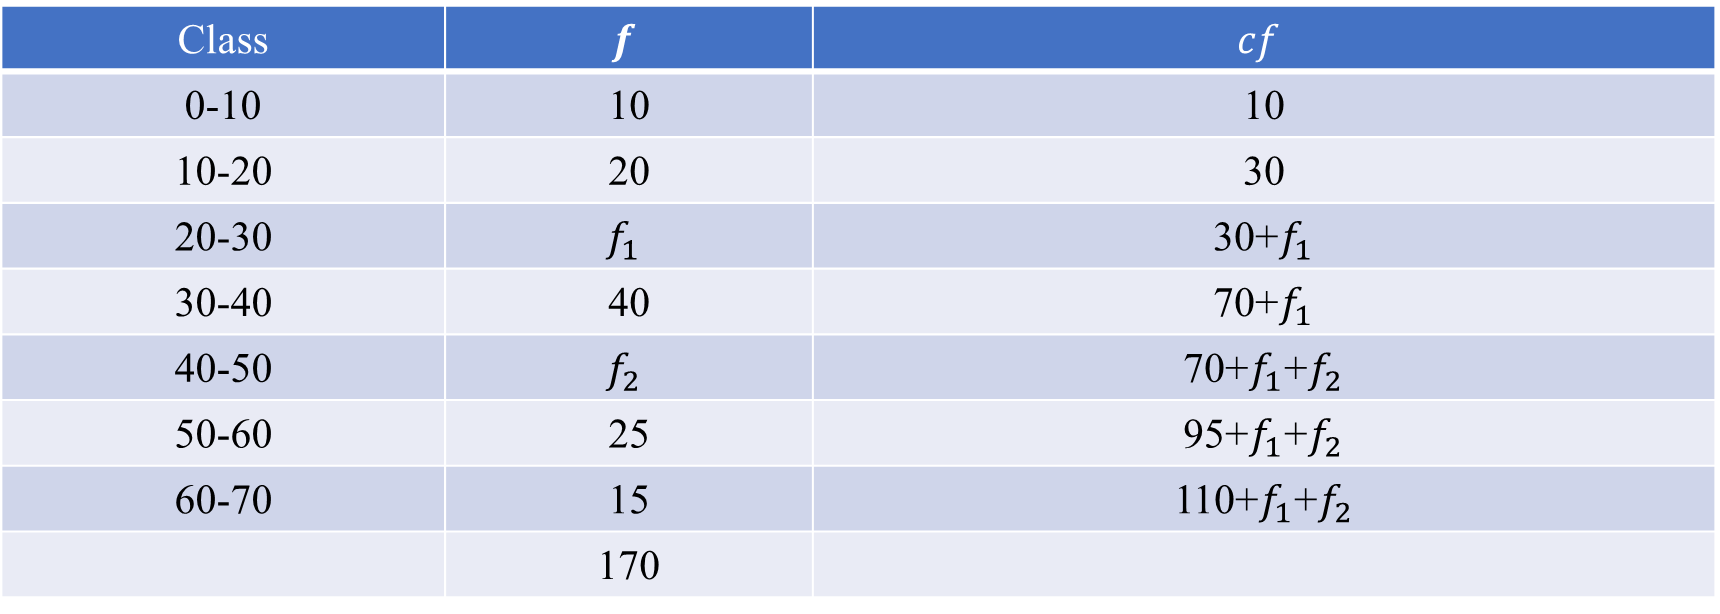 Class f cf
0-10 10 10
10-20 20 30
20-30 f₁ 30+f₁
30-40 40 70+f₁
40-50 f₂ 70+f₁+f₂
50-60 25 95+f₁+f₂
60-70 15 110+f₁+f₂
170